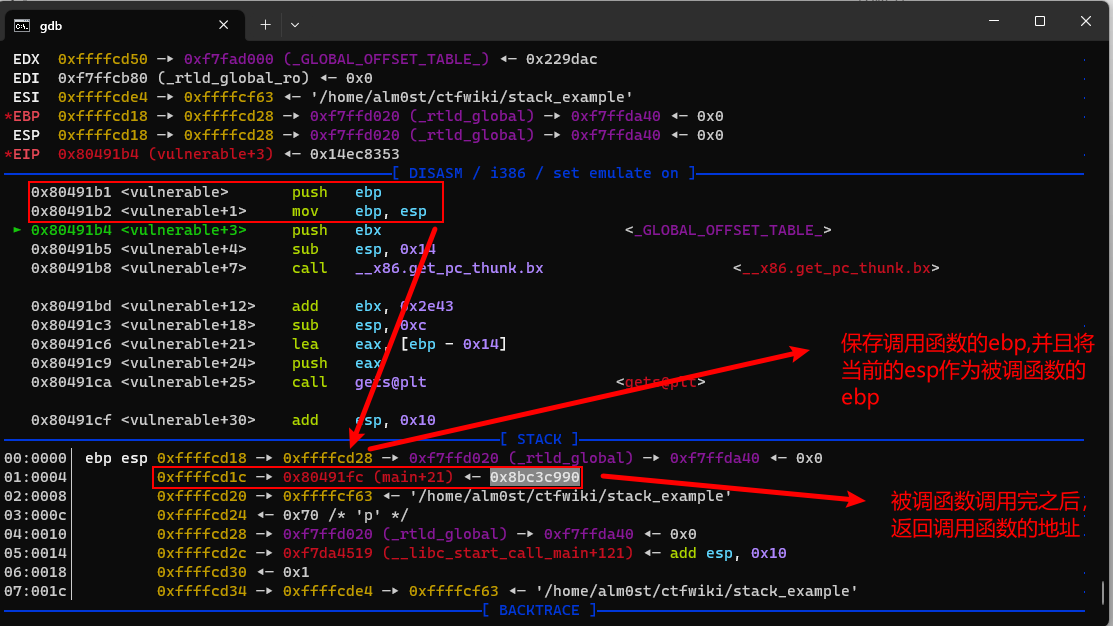 gdb
EDX 0xffffcd50 —▸ 0xf7fad000 (_GLOBAL_OFFSET_TABLE_) ◂— 0x229dac
EDI 0xf7ffcb80 (_rtld_global_ro) ◂— 0x0
ESI 0xffffcde4 —▸ 0xffffcf63 ◂— '/home/alm0st/ctfwiki/stack_example'
*EBP 0xffffcd18 —▸ 0xffffcd28 —▸ 0xf7ffd020 (_rtld_global) —▸ 0xf7ffda40 ◂— 0x0
ESP 0xffffcd18 —▸ 0xffffcd28 —▸ 0xf7ffd020 (_rtld_global) —▸ 0xf7ffda40 ◂— 0x0
*EIP 0x80491b4 (vulnerable+3) ◂— 0x14ec8353
[ DISASM / i386 / set emulate on ]
0x80491b1 <vulnerable> push ebp
0x80491b2 <vulnerable+1> mov ebp, esp
► 0x80491b4 <vulnerable+3> push ebx <_GLOBAL_OFFSET_TABLE_>
0x80491b5 <vulnerable+4> sub esp, 0x14
0x80491b8 <vulnerable+7> call __x86.get_pc_thunk.bx <__x86.get_pc_thunk.bx>
0x80491bd <vulnerable+12> add ebx, 0x2e43
0x80491c3 <vulnerable+18> sub esp, 0xc
0x80491c6 <vulnerable+21> lea eax, [ebp - 0x14]
0x80491c9 <vulnerable+24> push eax
0x80491ca <vulnerable+25> call gets@plt <gets@plt>
0x80491cf <vulnerable+30> add esp, 0x10
保存调用函数的ebp,并且将
当前的esp作为被调函数的
ebp
[ STACK ]
00:0000│ ebp esp 0xffffcd18 —▸ 0xffffcd28 —▸ 0xf7ffd020 (_rtld_global) —▸ 0xf7ffda40 ◂— 0x0
01:0004│ 0xffffcd1c —▸ 0x80491fc (main+21) ◂— 0x8bc3c990
02:0008│ 0xffffcd20 —▸ 0xffffcf63 ◂— '/home/alm0st/ctfwiki/stack_example'
03:000c│ 0xffffcd24 ◂— 0x70 /* 'p' */
04:0010│ 0xffffcd28 —▸ 0xf7ffd020 (_rtld_global) —▸ 0xf7ffda40 ◂— 0x0
05:0014│ 0xffffcd2c —▸ 0xf7da4519 (__libc_start_call_main+121) ◂— add esp, 0x10
06:0018│ 0xffffcd30 ◂— 0x1
07:001c│ 0xffffcd34 —▸ 0xffffcde4 —▸ 0xffffcf63 ◂— '/home/alm0st/ctfwiki/stack_example'
被调函数调用完之后,
返回调用函数的地址
[ BACKTRACE ]